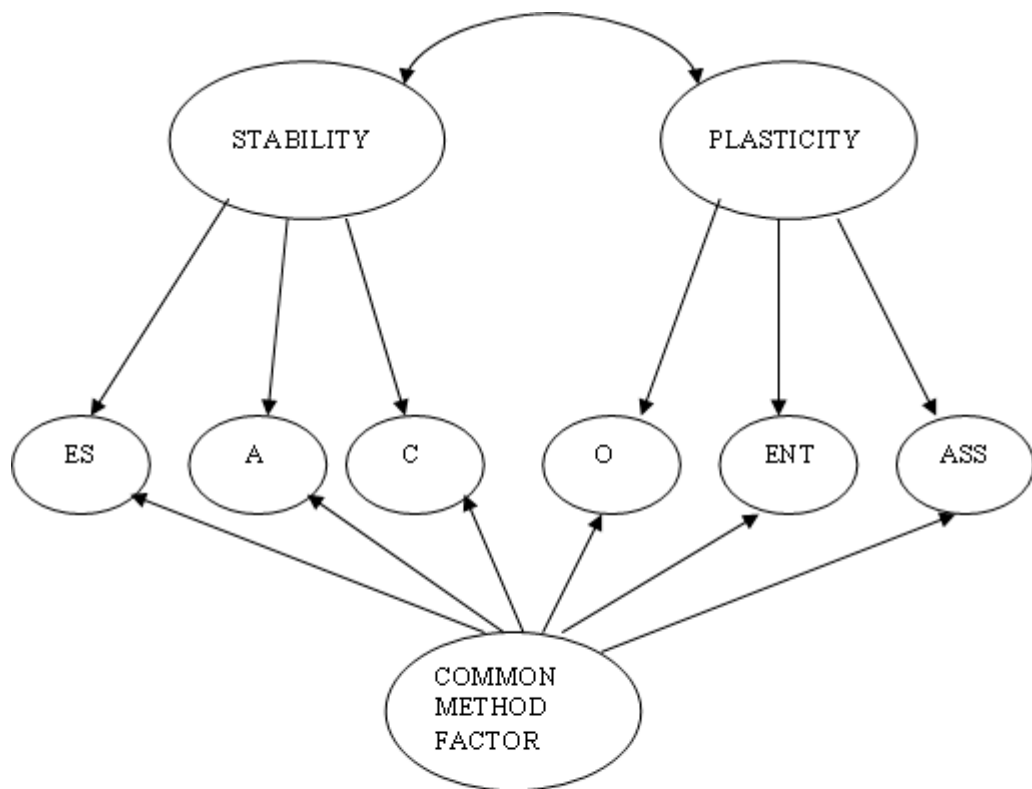 STABILITY
PLASTICITY
ES
A
C
O
ENT
ASS
COMMON
METHOD
FACTOR